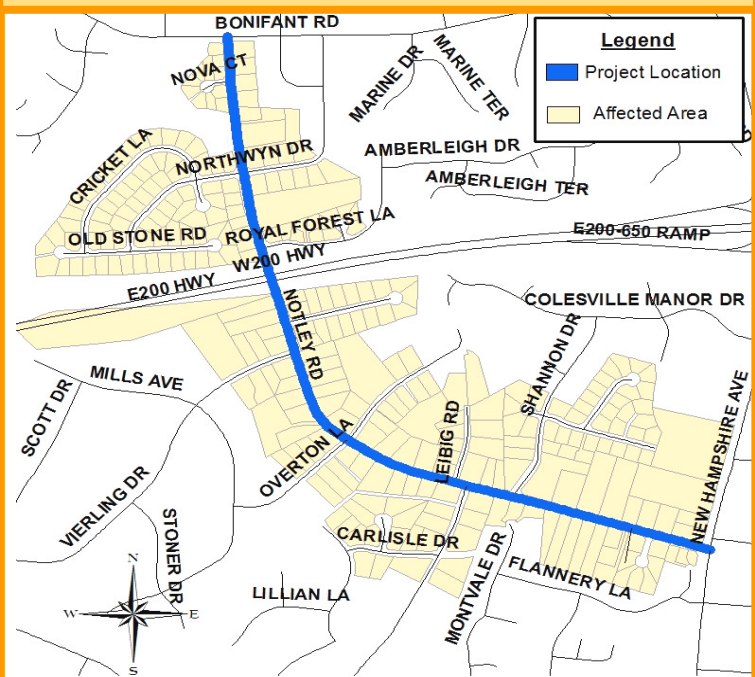 BONIFANT RD
Legend
Project Location
Affected Area
NOVA CT
MARINE DR
MARINE TER
CRICKET LA
NORTHWYN DR
AMBERLEIGH DR
AMBERLEIGH TER
OLD STONE RD
ROYAL FOREST LA
E200-650 RAMP
W200 HWY
E200 HWY
NOTLEY RD
COLESVILLE MANOR DR
MILLS AVE
SCOTT DR
SHANNON DR
NEW HAMPSHIRE AVE
OVERTON LA
LEIBIG RD
VIERLING DR
STONER DR
CARLISLE DR
MONTVALE DR
FLANNERY LA
LILLIAN LA
N
W
E
S